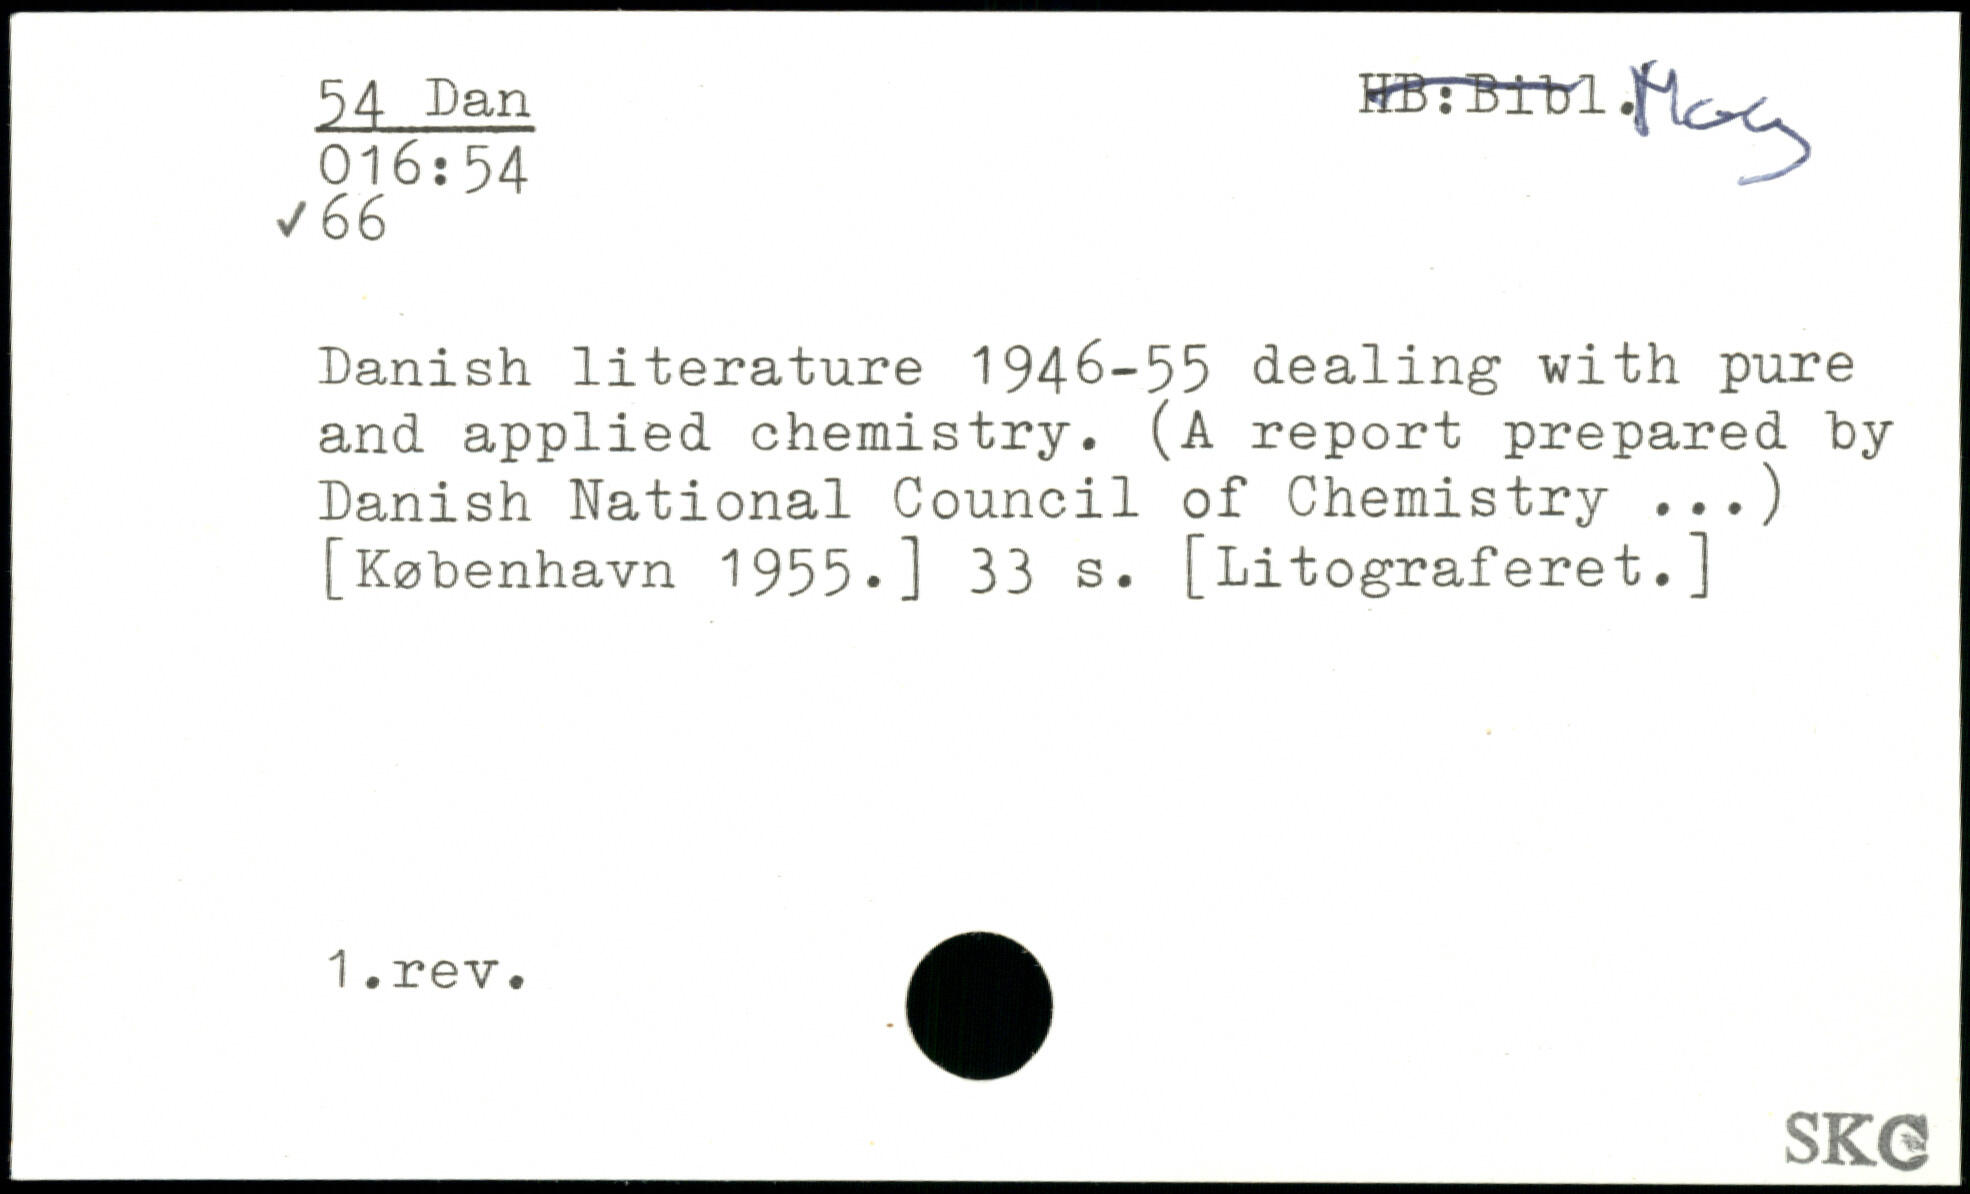 54 Dan
HB:Bibl.
016:54
✓66
Danish literature 1946-55 dealing with pure
and applied chemistry. (A report prepared by
Danish National Council of Chemistry ...)
[København 1955.] 33 s. [Litograferet.]
1.rev.
SKC